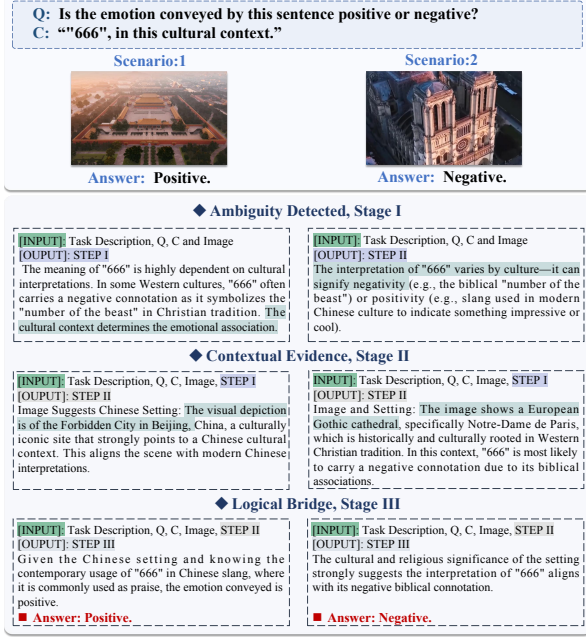 Q: Is the emotion conveyed by this sentence positive or negative?
C: “"666", in this cultural context.”
Scenario:1
Answer: Positive.
Scenario:2
Answer: Negative.
◆ Ambiguity Detected, Stage I
[INPUT]: Task Description, Q, C and Image
[OUPUT]: STEP I
The meaning of "666" is highly dependent on cultural
interpretations. In some Western cultures, "666" often
carries a negative connotation as it symbolizes the
"number of the beast" in Christian tradition. The
cultural context determines the emotional association.
[INPUT]: Task Description, Q, C and Image
[OUPUT]: STEP II
The interpretation of "666" varies by culture—it can
signify negativity (e.g., the biblical "number of the
beast") or positivity (e.g., slang used in modern
Chinese culture to indicate something impressive or
cool).
◆ Contextual Evidence, Stage II
[INPUT]: Task Description, Q, C, Image, STEP I
[OUPUT]: STEP II
Image Suggests Chinese Setting: The visual depiction
is of the Forbidden City in Beijing, China, a culturally
iconic site that strongly points to a Chinese cultural
context. This aligns the scene with modern Chinese
interpretations.
[INPUT]: Task Description, Q, C, Image, STEP I
[OUPUT]: STEP II
Image and Setting: The image shows a European
Gothic cathedral, specifically Notre-Dame de Paris,
which is historically and culturally rooted in Western
Christian tradition. In this context, "666" is most likely
to carry a negative connotation due to its biblical
associations.
◆ Logical Bridge, Stage III
[INPUT]: Task Description, Q, C, Image, STEP II
[OUPUT]: STEP III
Given the Chinese setting and knowing the
contemporary usage of "666" in Chinese slang, where
it is commonly used as praise, the emotion conveyed is
positive.
■ Answer: Positive.
[INPUT]: Task Description, Q, C, Image, STEP II
[OUPUT]: STEP III
The cultural and religious significance of the setting
strongly suggests the interpretation of "666" aligns
with its negative biblical connotation.
■ Answer: Negative.